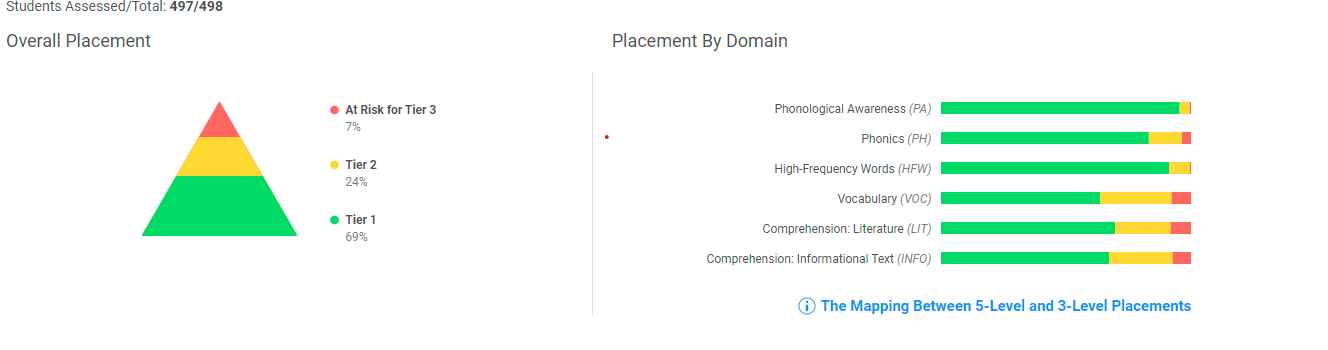 Students Assessed/Total: 497/498
Overall Placement
At Risk for Tier 3
7%
Tier 2
24%
Tier 1
69%
Placement By Domain
Phonological Awareness (PA)
Phonics (PH)
High-Frequency Words (HFW)
Vocabulary (VOC)
Comprehension: Literature (LIT)
Comprehension: Informational Text (INFO)
The Mapping Between 5-Level and 3-Level Placements